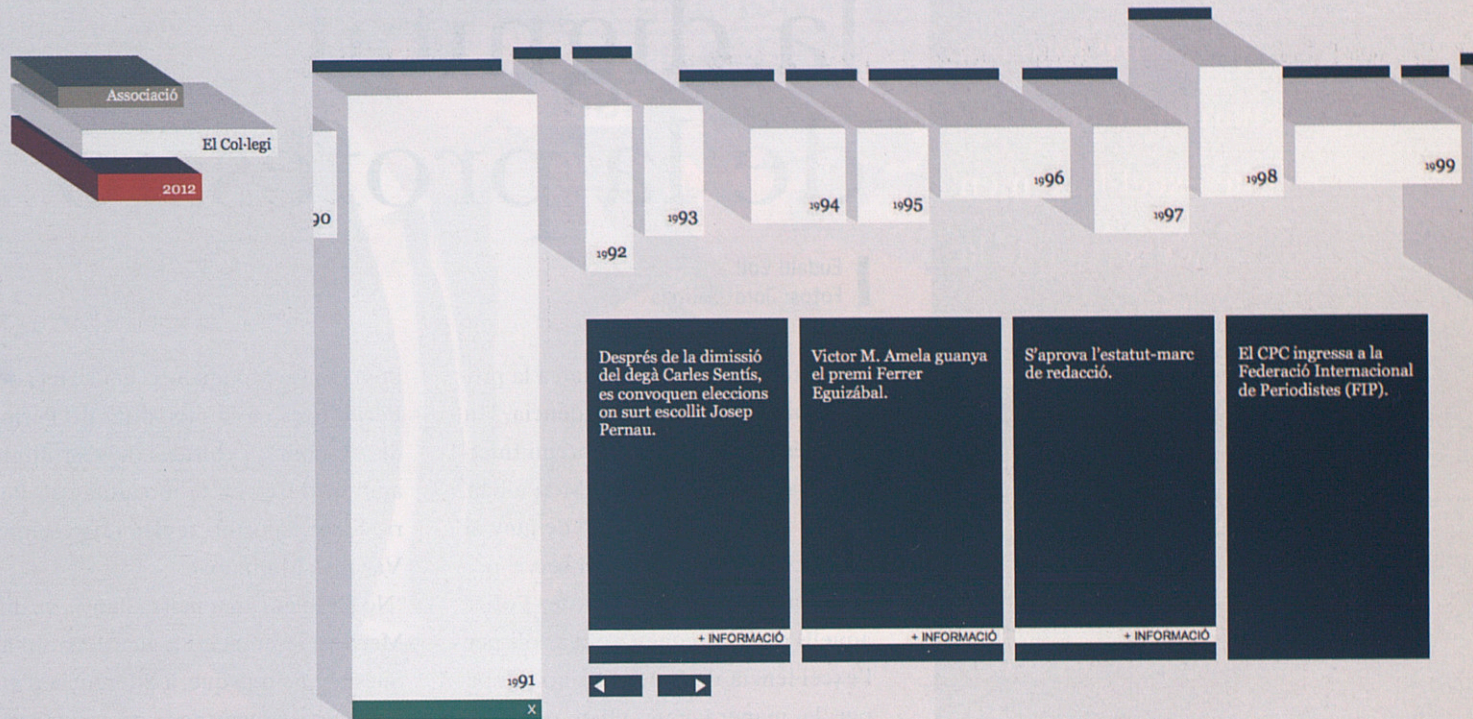 Associació
El Col·legi
2012
90
1991
X
1992
1993
1994
1995
1996
1997
1998
1999
Després de la dimissió
del degà Carles Sentís,
es convoquen eleccions
on surt escollit Josep
Pernau.
+ INFORMACIÓ
Victor M. Amela guanya
el premi Ferrer
Eguizábal.
+ INFORMACIÓ
S'aprova l'estatut-marc
de redacció.
+ INFORMACIÓ
El CPC ingressa a la
Federació Internacional
de Periodistes (FIP).